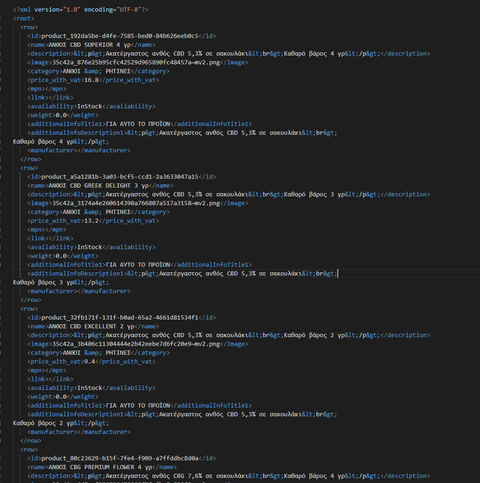 <?xml version="1.0" encoding="UTF-8"?>
<root>
<row>
<id>product_192da5be-d4fe-7585-bed0-84b626eeb0c5</id>
<name>ΑΝΘΟΙ CBD SUPERIOR 4 γρ</name>
<description>&lt;p&gt;Ακατέργαστος ανθός CBD 5,3% σε σακουλάκι&lt;br&gt;Καθαρό βάρος 4 γρ&lt;/p&gt;</description>
<image>35c42a_876e25b95cfc42529d965890fc48457a~mv2.png</image>
<category>ΑΝΘΟΙ &amp; ΡΗΤΙΝΕΣ</category>
<price_with_vat>16.8</price_with_vat>
<mpn></mpn>
<link></link>
<availability>InStock</availability>
<weight>0.0</weight>
<additionalInfoTitle1>ΓΙΑ ΑΥΤΟ ΤΟ ΠΡΟΪΟΝ</additionalInfoTitle1>
<additionalInfoDescription1>&lt;p&gt;Ακατέργαστος ανθός CBD 5,3% σε σακουλάκι&lt;br&gt;
Καθαρό βάρος 4 γρ&lt;/p&gt;
<manufacturer></manufacturer>
</row>
<row>
<id>product_a5a1281b-3a03-bcf5-ccd1-2a3633047a15</id>
<name>ΑΝΘΟΙ CBD GREEK DELIGHT 3 γρ</name>
<description>&lt;p&gt;Ακατέργαστος ανθός CBD 5,3% σε σακουλάκι&lt;br&gt;Καθαρό βάρος 3 γρ&lt;/p&gt;</description>
<image>35c42a_3174a4e260614390a766807a517a3158~mv2.png</image>
<category>ΑΝΘΟΙ &amp; ΡΗΤΙΝΕΣ</category>
<price_with_vat>13.2</price_with_vat>
<mpn></mpn>
<link></link>
<availability>InStock</availability>
<weight>0.0</weight>
<additionalInfoTitle1>ΓΙΑ ΑΥΤΟ ΤΟ ΠΡΟΪΟΝ</additionalInfoTitle1>
<additionalInfoDescription1>&lt;p&gt;Ακατέργαστος ανθός CBD 5,3% σε σακουλάκι&lt;br&gt;
Καθαρό βάρος 3 γρ&lt;/p&gt;
<manufacturer></manufacturer>
</row>
<row>
<id>product_32fb171f-131f-b0ad-65a2-4661d81534f1</id>
<name>ΑΝΘΟΙ CBD EXCELLENT 2 γρ</name>
<description>&lt;p&gt;Ακατέργαστος ανθός CBD 5,3% σε σακουλάκι&lt;br&gt;Καθαρό βάρος 2 γρ&lt;/p&gt;</description>
<image>35c42a_3b406c11304444e2b42eebe7d6fc20e9~mv2.png</image>
<category>ΑΝΘΟΙ &amp; ΡΗΤΙΝΕΣ</category>
<price_with_vat>9.4</price_with_vat>
<mpn></mpn>
<link></link>
<availability>InStock</availability>
<weight>0.0</weight>
<additionalInfoTitle1>ΓΙΑ ΑΥΤΟ ΤΟ ΠΡΟΪΟΝ</additionalInfoTitle1>
<additionalInfoDescription1>&lt;p&gt;Ακατέργαστος ανθός CBD 5,3% σε σακουλάκι&lt;br&gt;
Καθαρό βάρος 2 γρ&lt;/p&gt;
<manufacturer></manufacturer>
</row>
<row>
<id>product_80c23629-b15f-7fe4-f909-a7ffddbc8d0a</id>
<name>ΑΝΘΟΙ CBG PREMIUM FLOWER 4 γρ</name>
<description>&lt;p&gt;Ακατέργαστος ανθός CBG 7,6% σε σακουλάκι&lt;br&gt;Καθαρό βάρος 4 γρ&lt;/p&gt;</description>